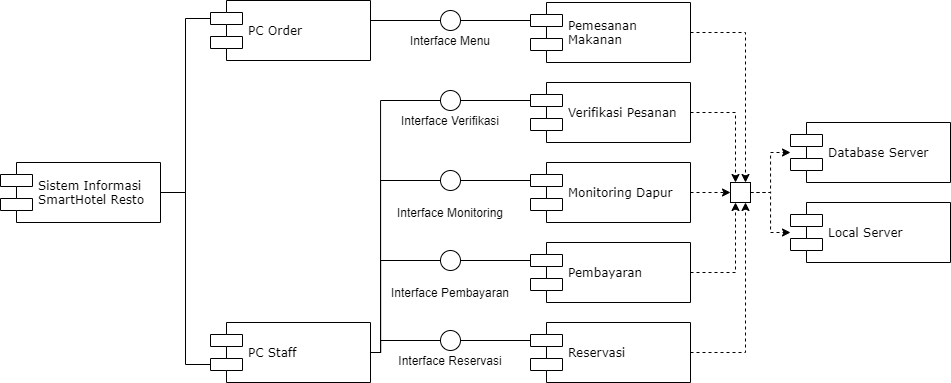 PC Order
Interface Menu
Pemesanan
Makanan
Interface Verifikasi
Verifikasi Pesanan
Database Server
Sistem Informasi
SmartHotel Resto
Interface Monitoring
Monitoring Dapur
Local Server
Interface Pembayaran
Pembayaran
PC Staff
Interface Reservasi
Reservasi